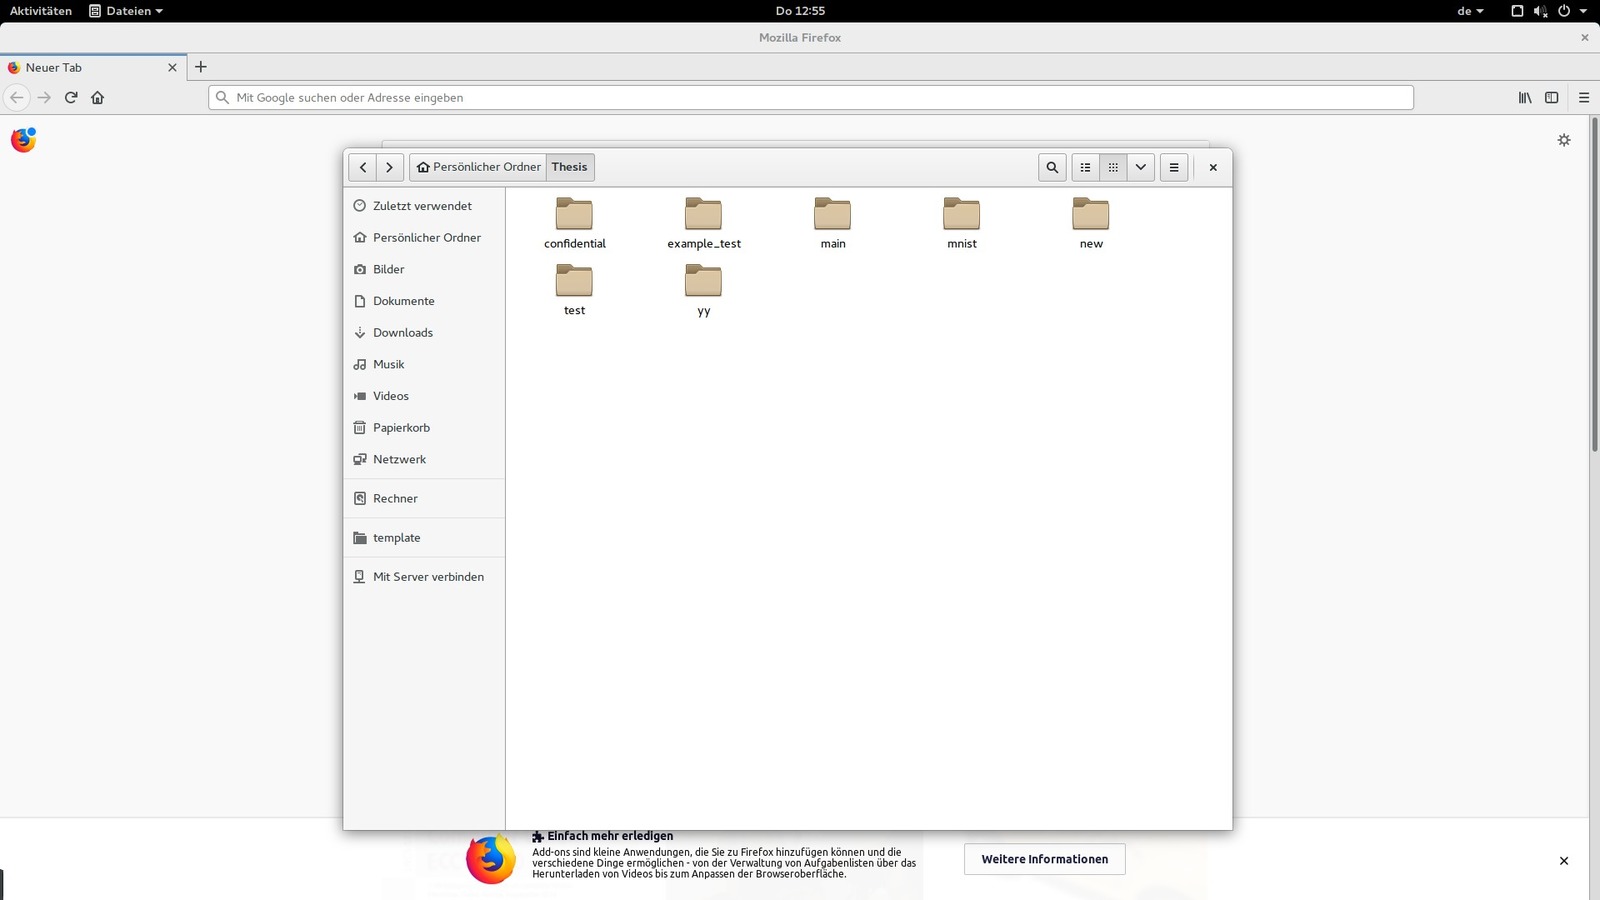 Aktivitäten Dateien Do 12:55 de
Mozilla Firefox
Neuer Tab
Mit Google suchen oder Adresse eingeben
Persönlicher Ordner Thesis
Zuletzt verwendet
Persönlicher Ordner
Bilder
Dokumente
Downloads
Musik
Videos
Papierkorb
Netzwerk
Rechner
template
Mit Server verbinden
confidential example_test main mnist new
test yy
Einfach mehr erledigen
Add-ons sind kleine Anwendungen, die Sie zu Firefox hinzufügen können und die
verschiedene Dinge ermöglichen - von der Verwaltung von Aufgabenlisten über das
Herunterladen von Videos bis zum Anpassen der Browseroberfläche.
Weitere Informationen